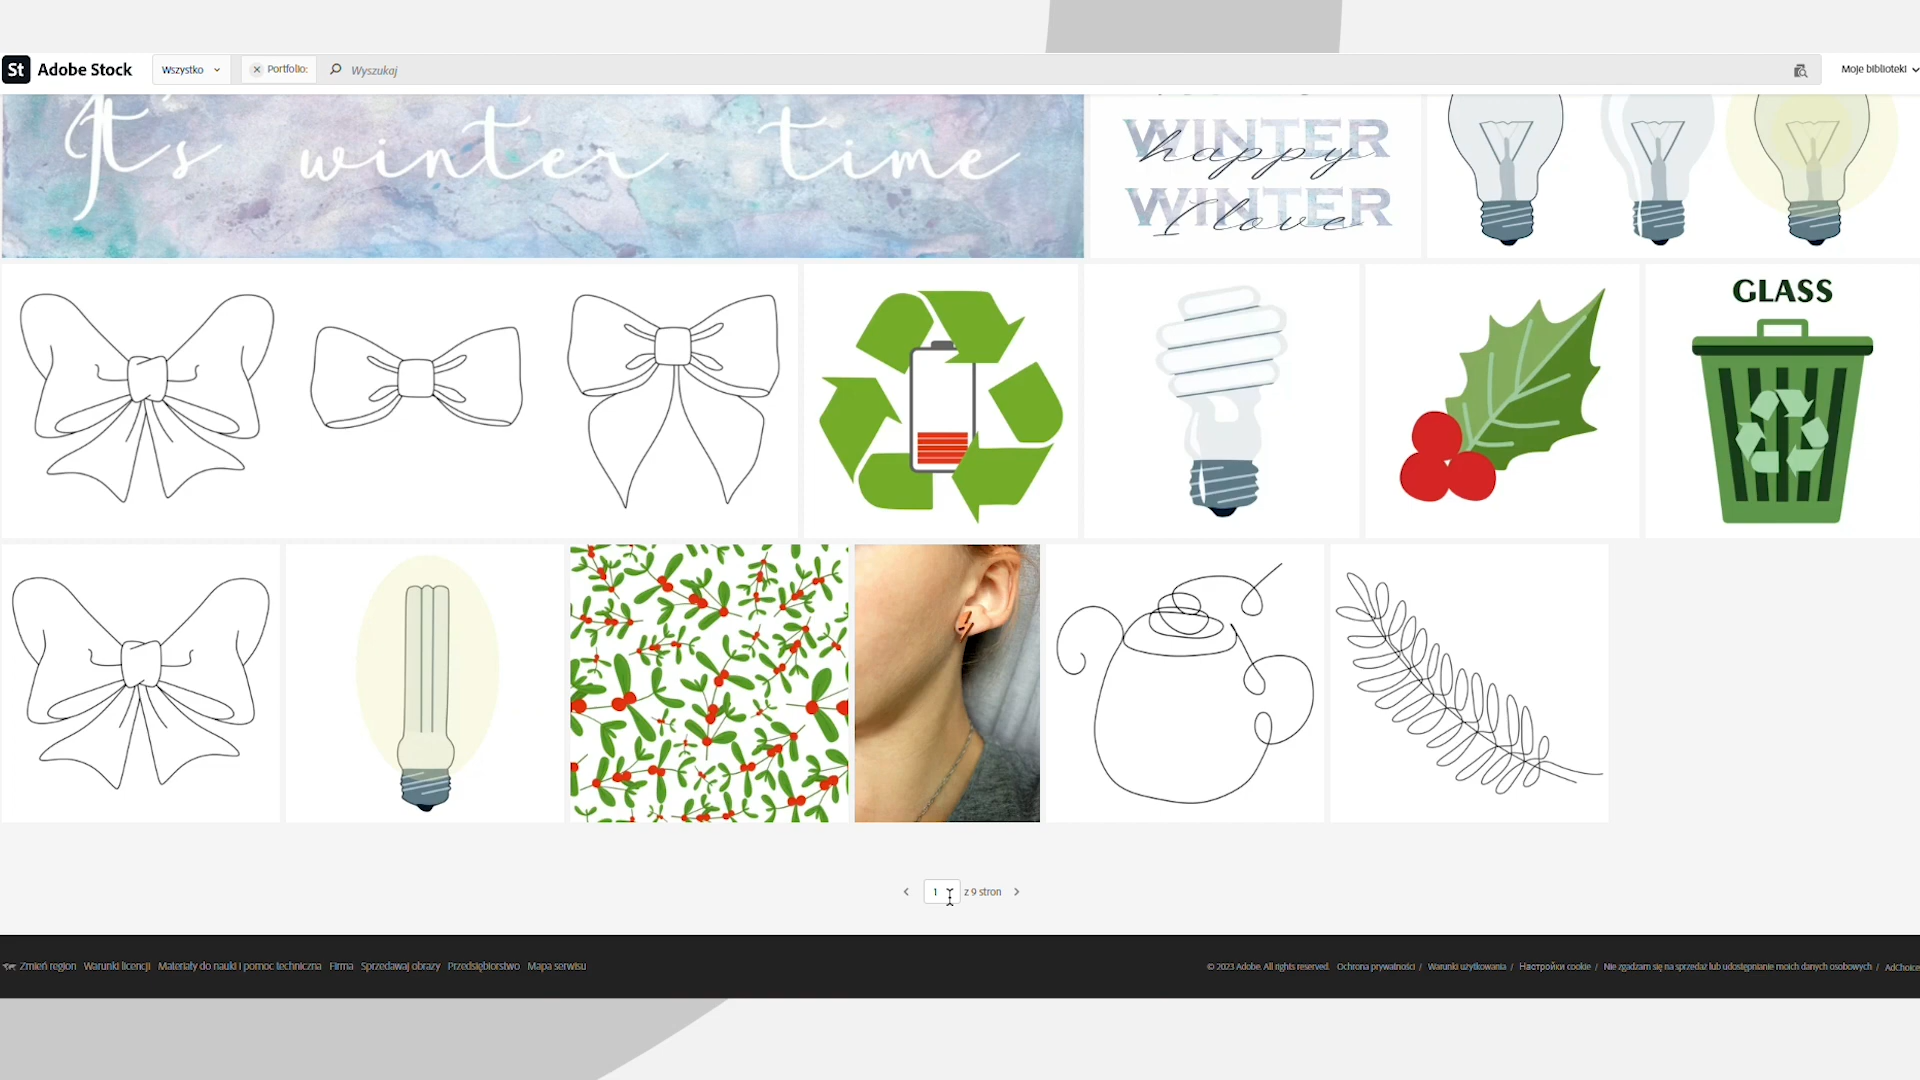 St Adobe Stock Wszystko Portfolio: Wyszukaj Moje biblioteki
It's winter time
WINTER
happy
WINTER
I love
GLASS
1 z 9 stron
Zmień region Warunki licencji Materiały do nauki i pomoc techniczna Firma Sprzedawaj obrazy Przedsiębiorstwo Mapa serwisu
© 2023 Adobe. All rights reserved. Ochrona prywatności / Warunki użytkowania / Настройки cookie / Nie zgadzam się na sprzedaż lub udostępnianie moich danych osobowych / AdChoice